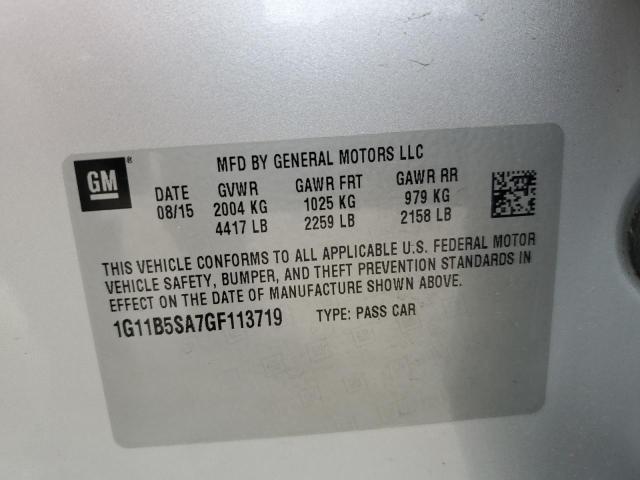 GM ®
MFD BY GENERAL MOTORS LLC
DATE GVWR GAWR FRT GAWR RR
08/15 2004 KG 1025 KG 979 KG
4417 LB 2259 LB 2158 LB
THIS VEHICLE CONFORMS TO ALL APPLICABLE U.S. FEDERAL MOTOR
VEHICLE SAFETY, BUMPER, AND THEFT PREVENTION STANDARDS IN
EFFECT ON THE DATE OF MANUFACTURE SHOWN ABOVE.
1G11B5SA7GF113719 TYPE: PASS CAR